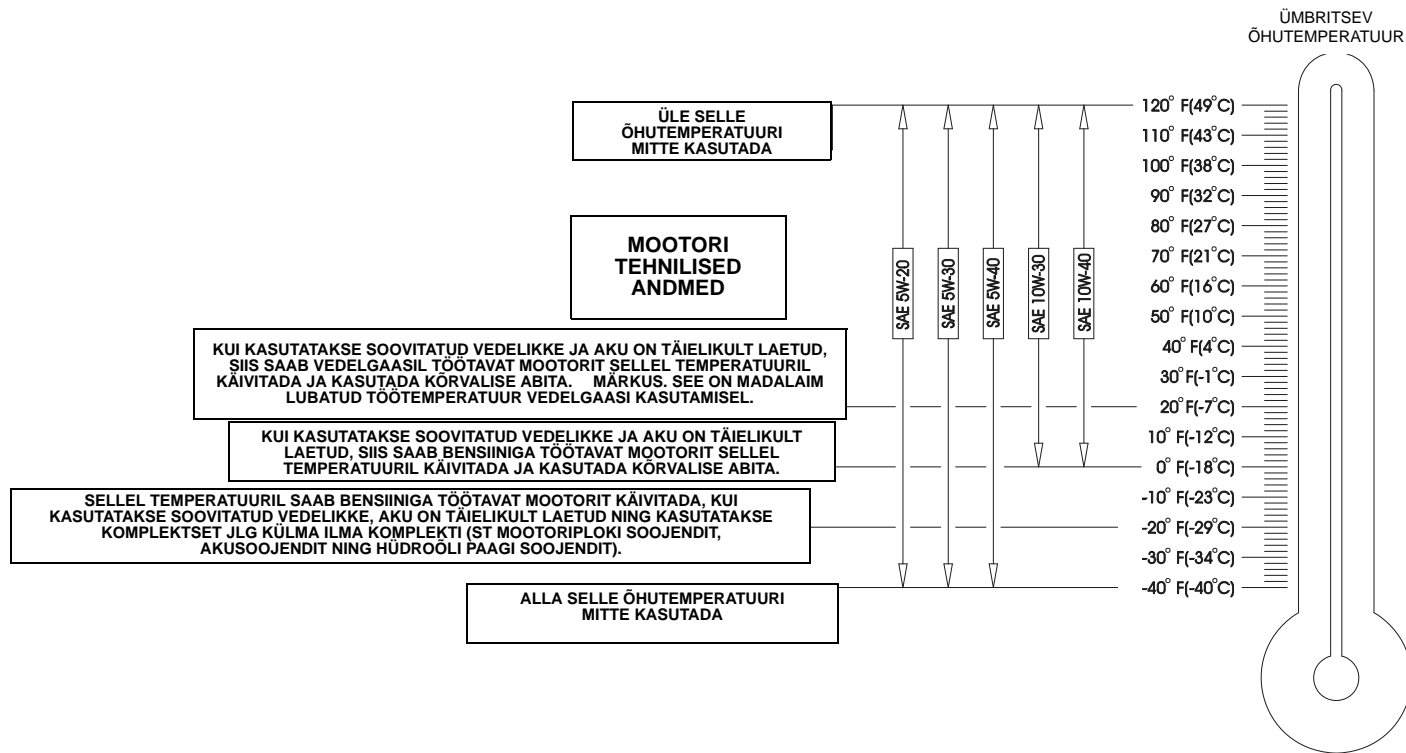 ÜMBRITSEV
ÕHUTEMPERATUUR
ÜLE SELLE
ÕHUTEMPERATUURI
MITTE KASUTADA
MOOTORI
TEHNILISED
ANDMED
KUI KASUTATAKSE SOOVITATUD VEDELIKKE JA AKU ON TÄIELIKULT LAETUD,
SIIS SAAB VEDELGAASIL TÖÖTAVAT MOOTORIT SELLEL TEMPERATUURIL
KÄIVITADA JA KASUTADA KÕRVALISE ABITA. MÄRKUS. SEE ON MADALAIM
LUBATUD TÖÖTEMPERATUUR VEDELGAASI KASUTAMISEL.
KUI KASUTATAKSE SOOVITATUD VEDELIKKE JA AKU ON TÄIELIKULT
LAETUD, SIIS SAAB BENSIINIGA TÖÖTAVAT MOOTORIT SELLEL
TEMPERATUURIL KÄIVITADA JA KASUTADA KÕRVALISE ABITA.
SELLEL TEMPERATUURIL SAAB BENSIINIGA TÖÖTAVAT MOOTORIT KÄIVITADA, KUI
KASUTATAKSE SOOVITATUD VEDELIKKE, AKU ON TÄIELIKULT LAETUD NING KASUTATAKSE
KOMPLEKTSET JLG KÜLMA ILMA KOMPLEKTI (ST MOOTORIPLOKI SOOJENDIT,
AKUSOOJENDIT NING HÜDROÕLI PAAGI SOOJENDIT).
ALLA SELLE ÕHUTEMPERATUURI
MITTE KASUTADA
SAE 5W-20
SAE 5W-30
SAE 5W-40
SAE 10W-30
SAE 10W-40
120° F(49°C)
110° F(43°C)
100° F(38°C)
90° F(32°C)
80° F(27°C)
70° F(21°C)
60° F(16°C)
50° F(10°C)
40° F(4°C)
30°F(-1°C)
20°F(-7°C)
10° F(-12°C)
0° F(-18°C)
-10° F(-23°C)
-20° F(-29°C)
-30° F(-34°C)
-40° F(-40°C)